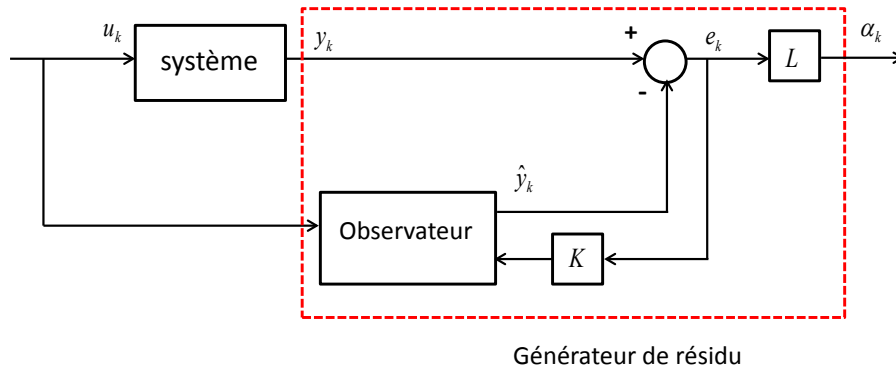 u_k
système
y_k
+
-
e_k
L
α_k
ŷ_k
Observateur
K
Générateur de résidu